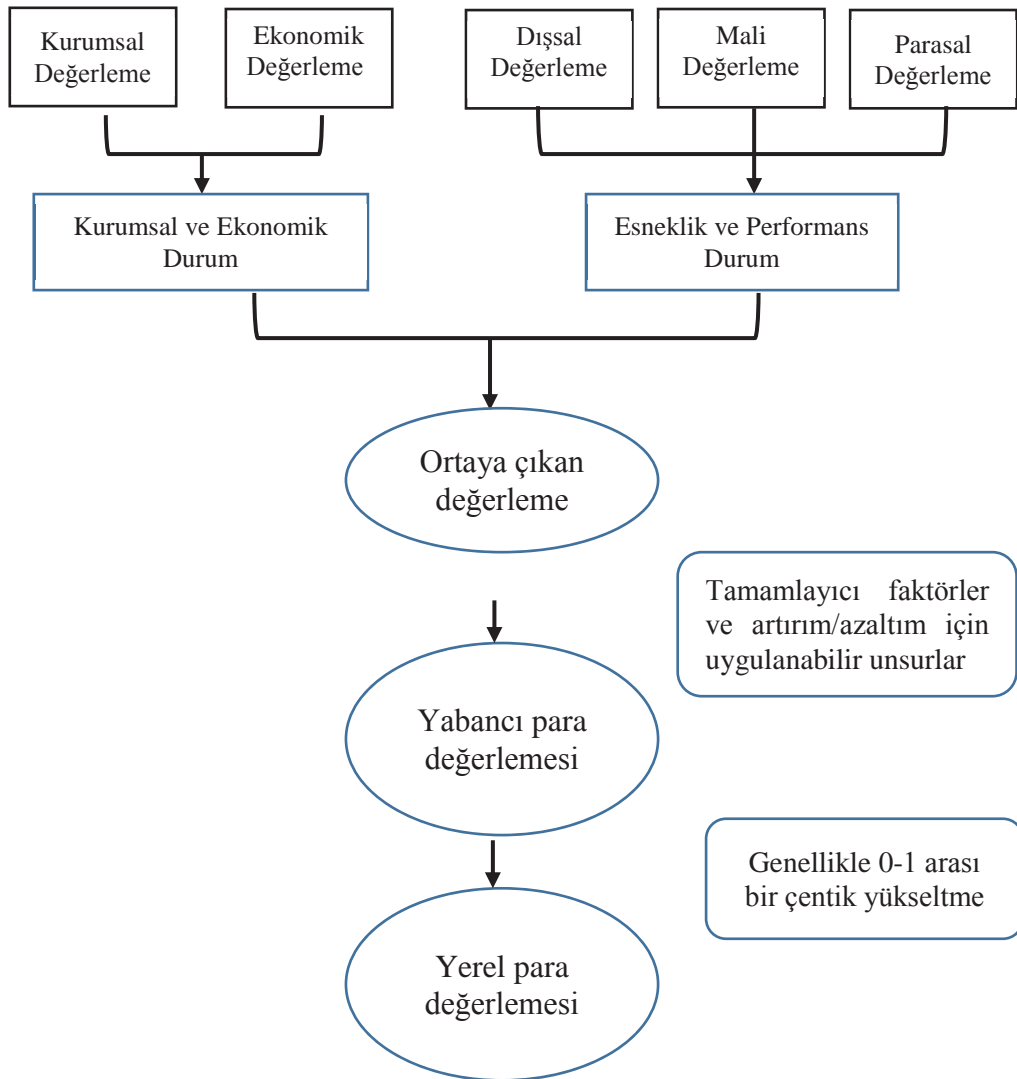 Kurumsal
Değerleme
Ekonomik
Değerleme
Dışsal
Değerleme
Mali
Değerleme
Parasal
Değerleme
Kurumsal ve Ekonomik
Durum
Esneklik ve Performans
Durum
Ortaya çıkan
değerleme
Tamamlayıcı faktörler
ve artırım/azaltım için
uygulanabilir unsurlar
Yabancı para
değerlemesi
Genellikle 0-1 arası
bir çentik yükseltme
Yerel para
değerlemesi